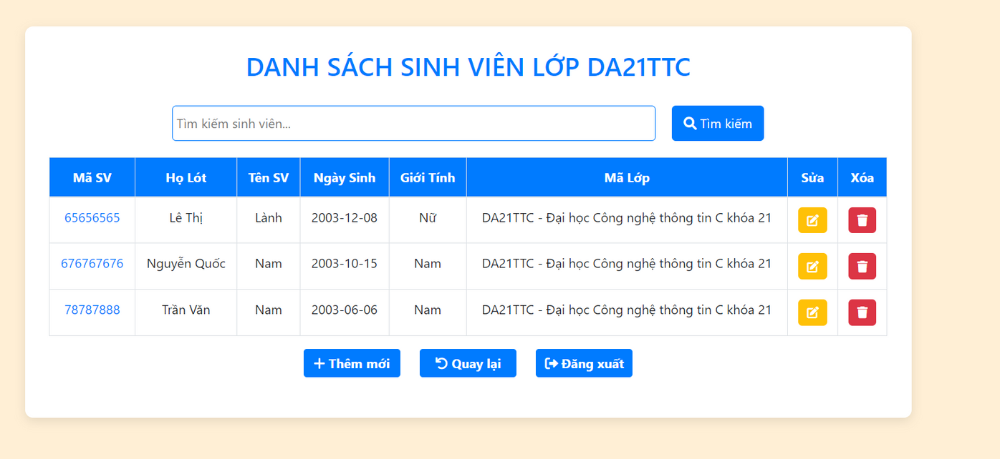 DANH SÁCH SINH VIÊN LỚP DA21TTC
Tìm kiếm sinh viên... Tìm kiếm
Mã SV Họ Lót Tên SV Ngày Sinh Giới Tính Mã Lớp Sửa Xóa
65656565 Lê Thị Lành 2003-12-08 Nữ DA21TTC - Đại học Công nghệ thông tin C khóa 21
676767676 Nguyễn Quốc Nam 2003-10-15 Nam DA21TTC - Đại học Công nghệ thông tin C khóa 21
78787888 Trần Văn Nam 2003-06-06 Nam DA21TTC - Đại học Công nghệ thông tin C khóa 21
Thêm mới Quay lại Đăng xuất